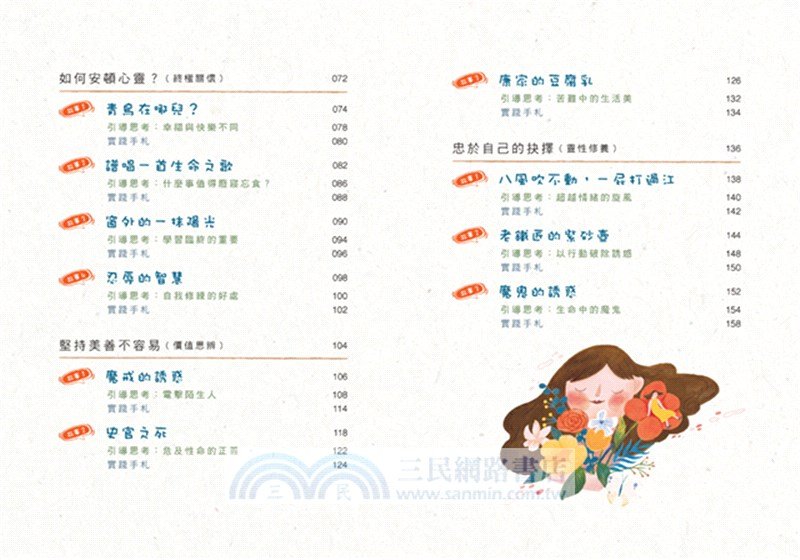 如何安頓心靈？（終極關懷） 072
故事1 青鳥在哪兒？ 074
引導思考：幸福與快樂不同 078
實踐手札 080
故事2 譜唱一首生命之歌 082
引導思考：什麼事值得廢寢忘食？ 086
實踐手札 088
故事3 窗外的一抹陽光 090
引導思考：學習臨終的重要 094
實踐手札 096
故事4 忍辱的智慧 098
引導思考：自我修練的好處 100
實踐手札 102
堅持美善不容易（價值思辨） 104
故事1 魔戒的誘惑 106
引導思考：電擊陌生人 108
實踐手札 114
故事2 史官之死 118
引導思考：危及性命的正義 122
實踐手札 124
故事3 康家的豆腐乳 126
引導思考：苦難中的生活美 132
實踐手札 134
忠於自己的抉擇（靈性修養） 136
故事1 八風吹不動，一屁打過江 138
引導思考：超越情緒的旋風 140
實踐手札 142
故事2 老鐵匠的紫砂壺 144
引導思考：以行動破除誘惑 148
實踐手札 150
故事3 魔鬼的誘惑 152
引導思考：生命中的魔鬼 154
實踐手札 158
三民 三民網路書店
www.sanmin.com.tw